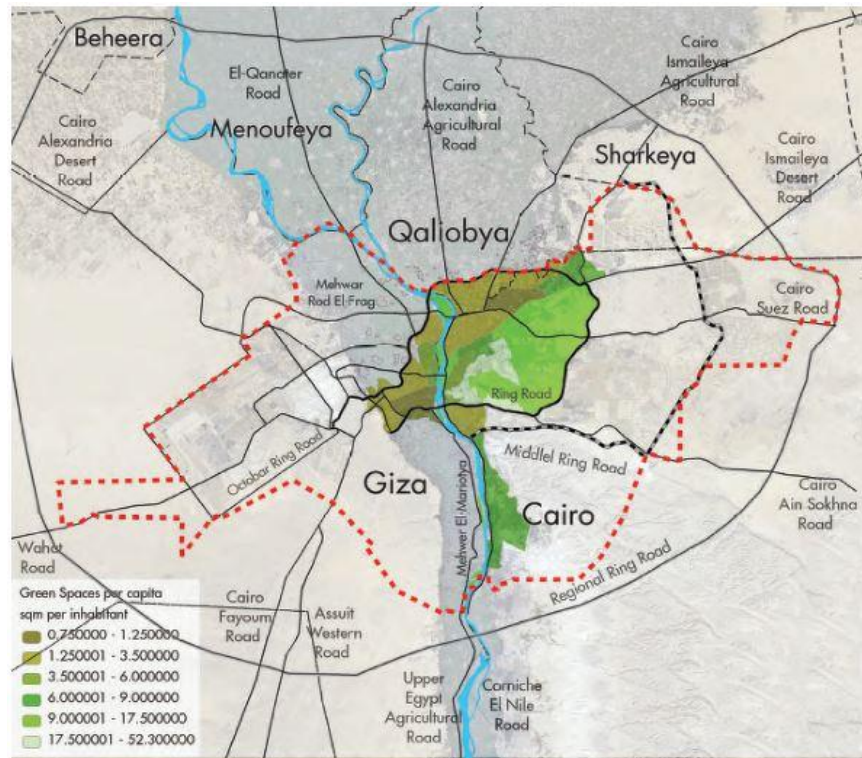 Beheera
El-Qanater
Road
Menoufeya
Cairo
Alexandria
Agricultural
Road
Cairo
Ismaileya
Agricultural
Road
Cairo
Alexandria
Desert
Road
Sharkeya
Cairo
Ismaileya
Desert
Road
Qaliobya
Mehwar
Rod El-Frag
Cairo
Suez Road
Ring Road
Octobar Ring Road
Middlel Ring Road
Giza
Mehwer El-Mariotya
Cairo
Cairo
Ain Sokhna
Road
Wahat
Road
Regional Ring Road
Green Spaces per capita
sqm per inhabitant
0,750000 - 1.250000
1.250001 - 3.500000
3.500001 - 6.000000
6.000001 - 9.000000
9.000001 - 17.500000
17.500001 - 52.300000
Cairo
Fayoum
Road
Assuit
Western
Road
Upper
Egypt
Agricultural
Road
Corniche
El Nile
Road